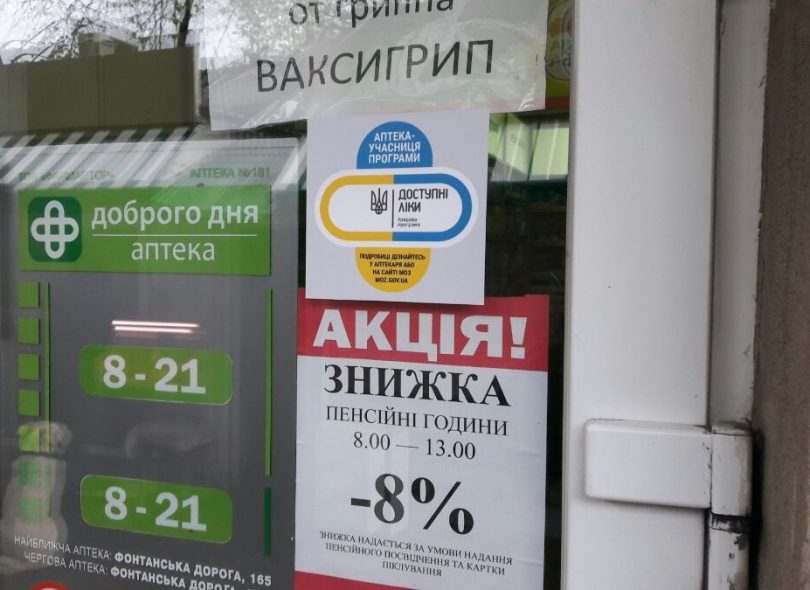 от гриппа
ВАКСИГРИП
АПТЕКА-
УЧАСНИЦЯ
ПРОГРАМИ
ДОСТУПНІ
ЛІКИ
Урядова
програма
ПОДРОБИЦІ ДІЗНАЙТЕСЬ
У АПТЕКАРЯ АБО
НА САЙТІ МОЗ
MOZ.GOV.UA
АПТЕКА №181
доброго дня
аптека
8 - 21
8 - 21
НАЙБЛИЖЧА АПТЕКА: ФОНТАНСЬКА ДОРОГА, 165
ЧЕРГОВА АПТЕКА: ФОНТАНСЬКА ДОРОГА,
АКЦІЯ!
ЗНИЖКА
ПЕНСІЙНІ ГОДИНИ
8.00 — 13.00
-8%
ЗНИЖКА НАДАЄТЬСЯ ЗА УМОВИ НАДАННЯ
ПЕНСІЙНОГО ПОСВІДЧЕННЯ ТА КАРТКИ
ПІКЛУВАННЯ